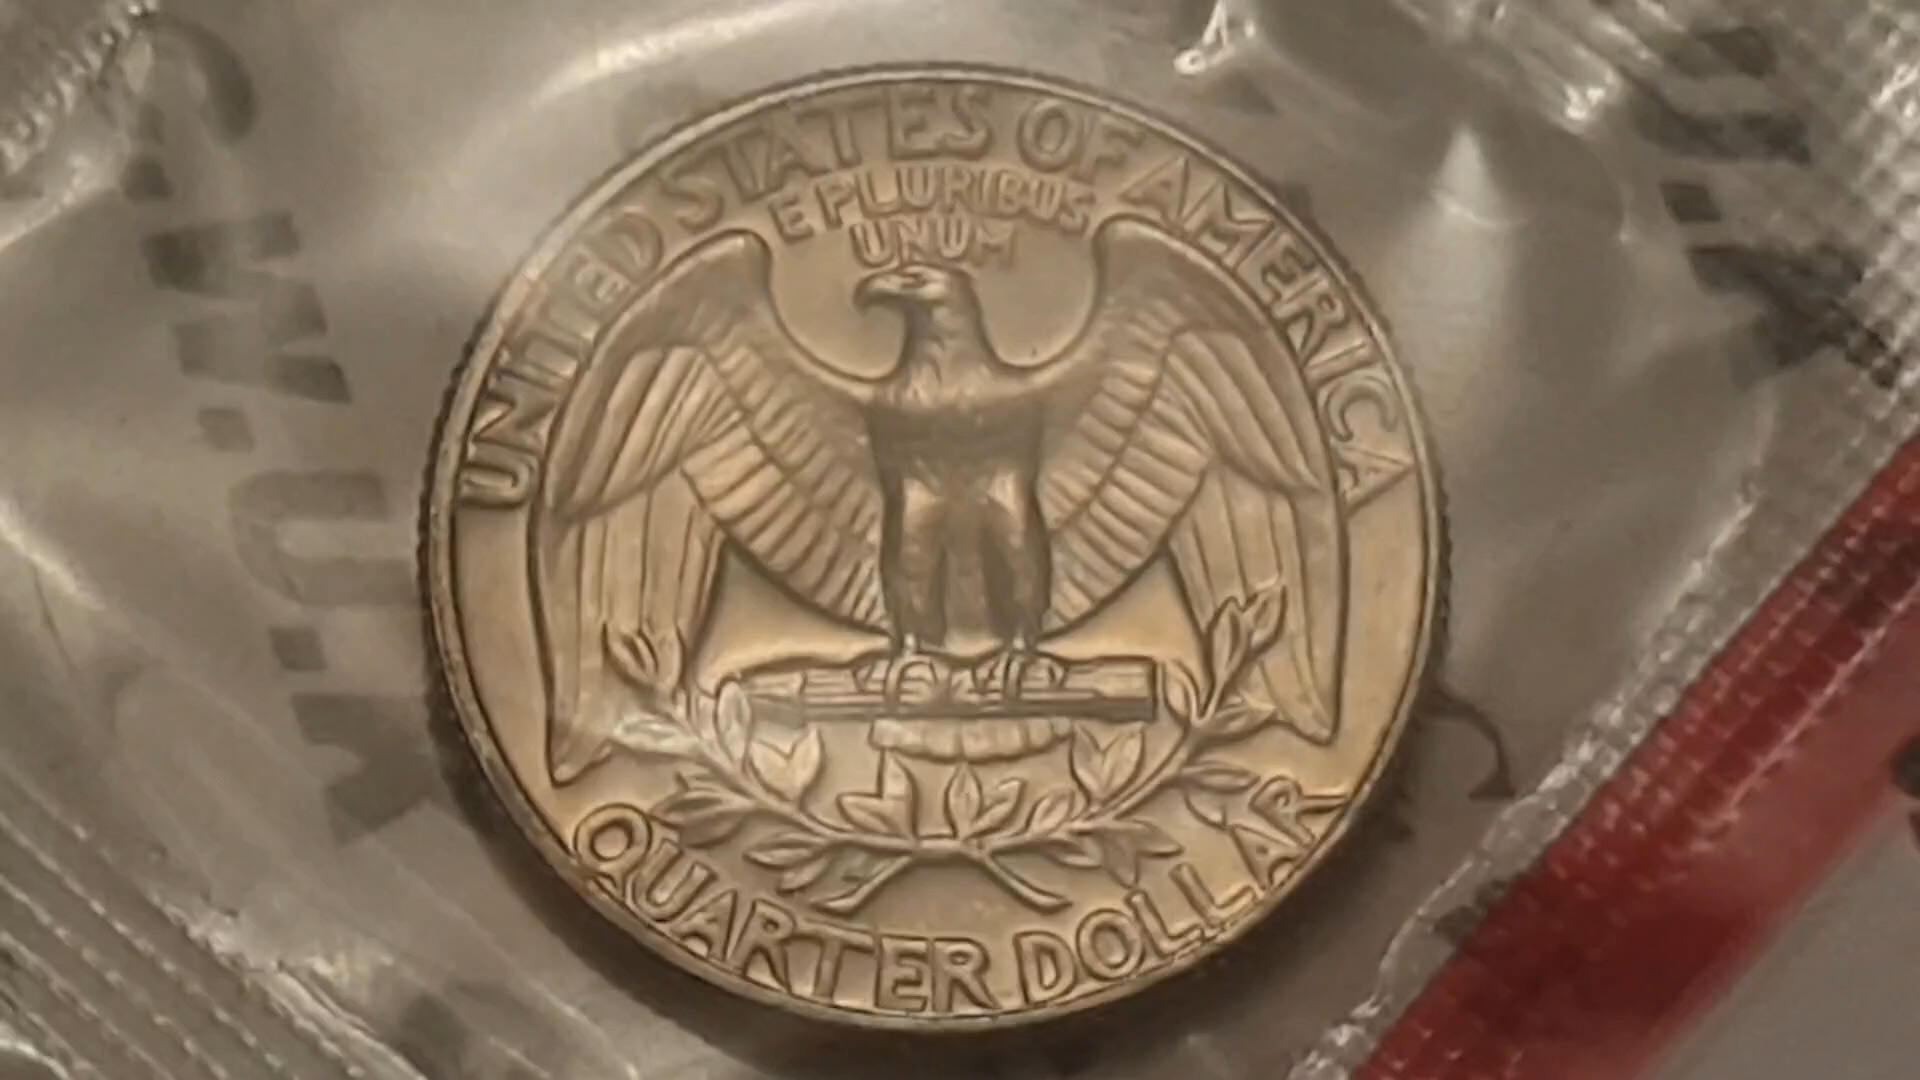 UNITED STATES OF AMERICA
E PLURIBUS
UNUM
QUARTER DOLLAR